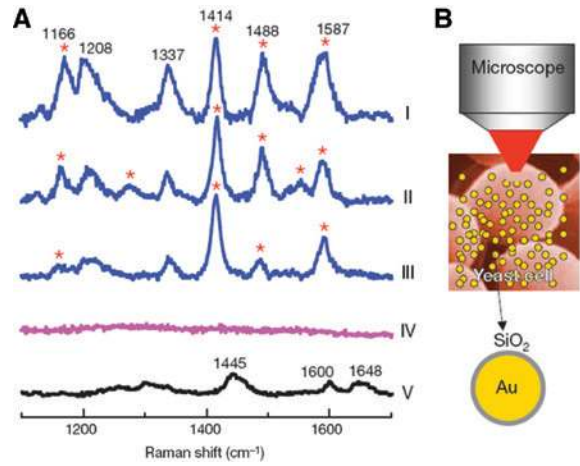 A
B
1414
1166
1208
1337
1488
1587
*
*
*
*
I
*
*
*
*
*
*
II
*
*
*
*
III
IV
1445
1600
1648
V
1200
1400
1600
Raman shift (cm⁻¹)
Microscope
Yeast cell
SiO₂
Au